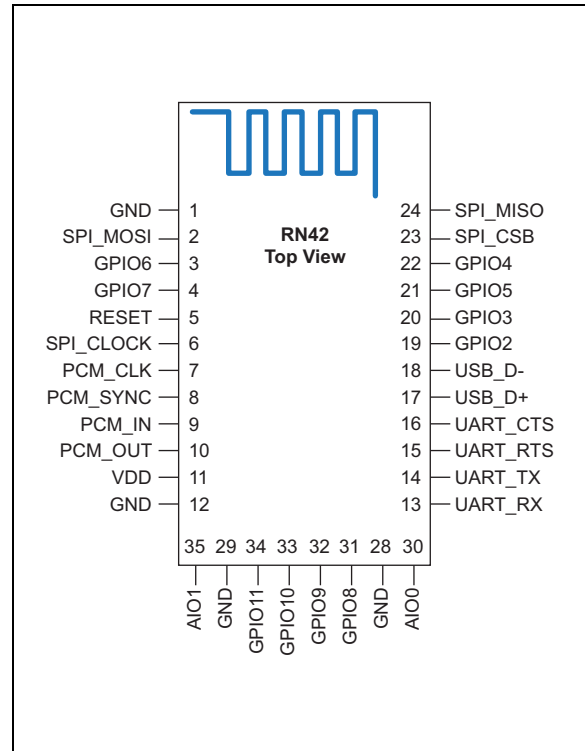 RN42
Top View
GND 1
SPI_MOSI 2
GPIO6 3
GPIO7 4
RESET 5
SPI_CLOCK 6
PCM_CLK 7
PCM_SYNC 8
PCM_IN 9
PCM_OUT 10
VDD 11
GND 12
24 SPI_MISO
23 SPI_CSB
22 GPIO4
21 GPIO5
20 GPIO3
19 GPIO2
18 USB_D-
17 USB_D+
16 UART_CTS
15 UART_RTS
14 UART_TX
13 UART_RX
35 29 34 33 32 31 28 30
AIO1
GND
GPIO11
GPIO10
GPIO9
GPIO8
GND
AIO0